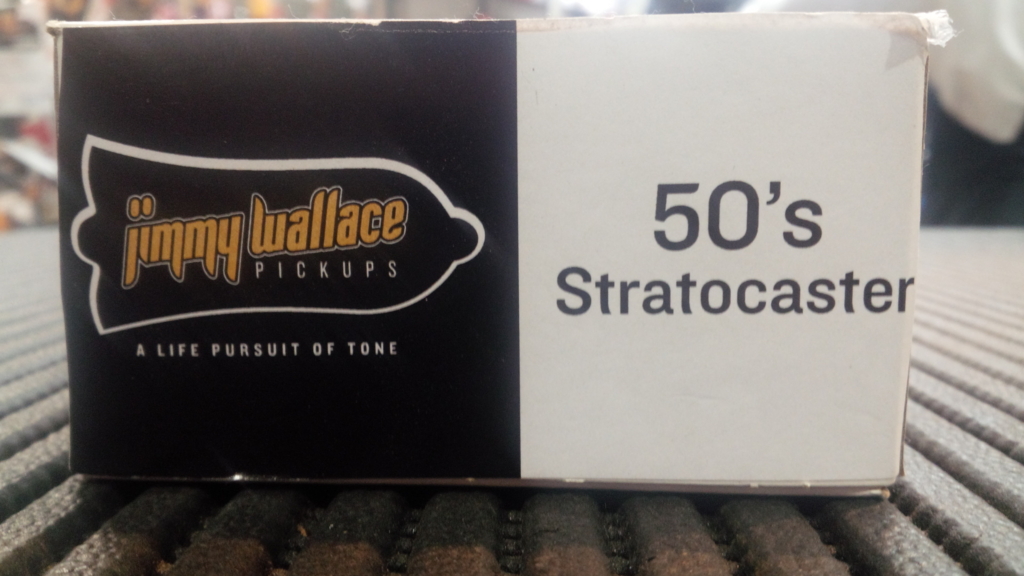 jimmy wallace
PICKUPS
A LIFE PURSUIT OF TONE
50's
Stratocaster